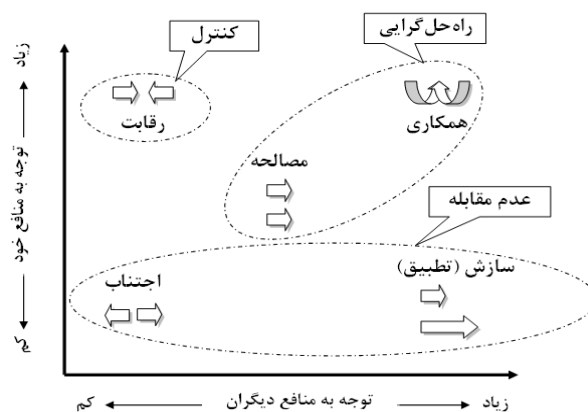 راه‌حل‌گرایی
کنترل
زیاد
همکاری
رقابت
مصالحه
عدم مقابله
توجه به منافع خود
سازش (تطبیق)
اجتناب
کم
زیاد
توجه به منافع دیگران
کم